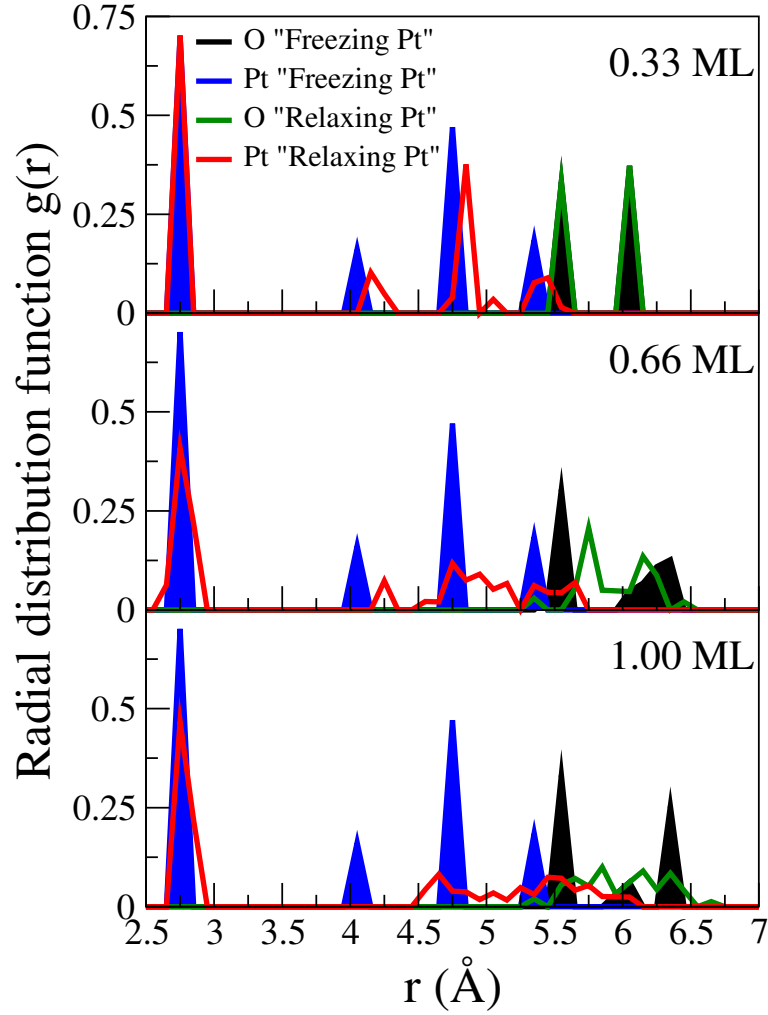 0.75
O "Freezing Pt"
Pt "Freezing Pt"
O "Relaxing Pt"
Pt "Relaxing Pt"
0.33 ML
0.5
0.25
0
0.66 ML
0.5
0.25
0
1.00 ML
0.5
0.25
0
2.5 3 3.5 4 4.5 5 5.5 6 6.5 7
r (Å)
Radial distribution function g(r)